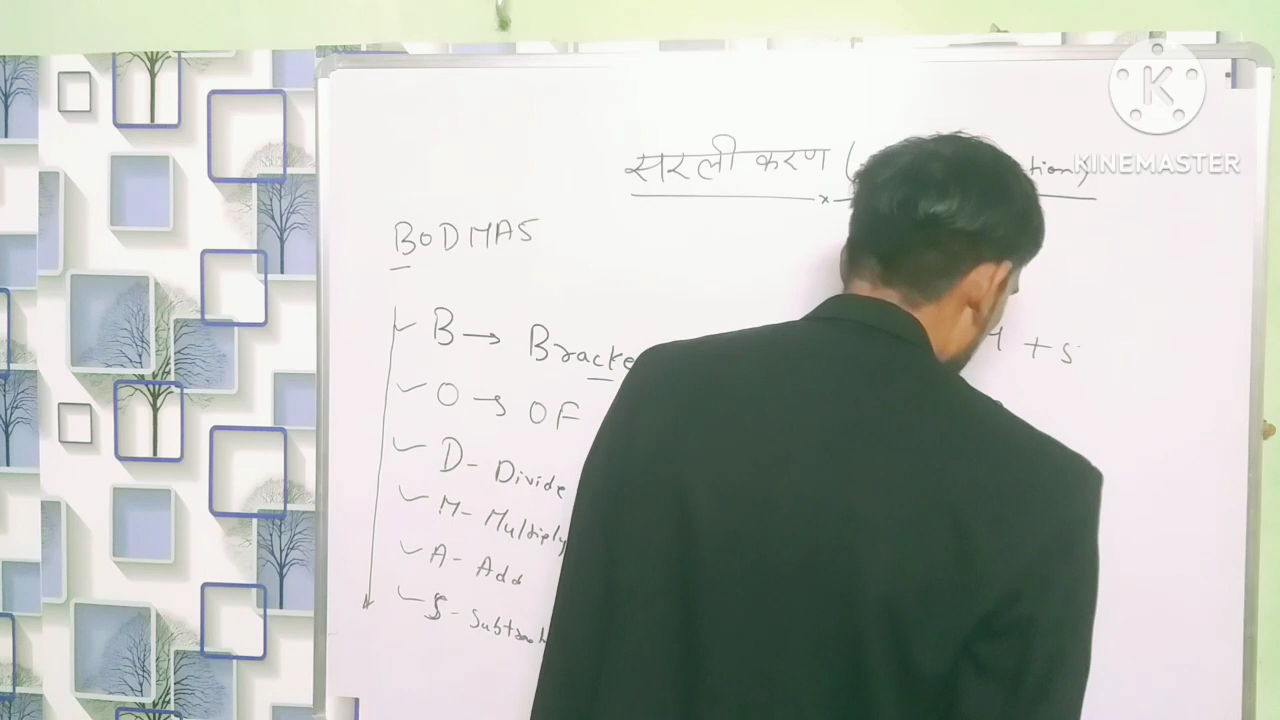 सरलीकरण (
BODMAS
B → Bracke
O → OF
D - Divide
M - Multiply
A - Add
S - Subtract
+ 5
K
KINEMASTER